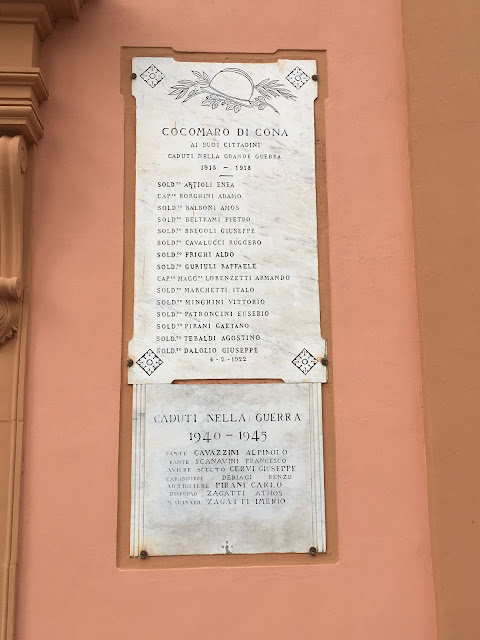 COCOMARO DI CONA
AI SUOI CITTADINI
CADUTI NELLA GRANDE GUERRA
1915 – 1918
SOLD.TO ARTIOLI ENEA
CAP.LE BORGHINI ADAMO
SOLD.TO BALBONI AMOS
SOLD.TO BELTRAMI PIETRO
SOLD.TO BREGOLI GIUSEPPE
SOLD.TO CAVALUCCI RUGGERO
SOLD.TO FRIGHI ALDO
SOLD.TO GURIULI RAFFAELE
CAP.LE MAGG.RE LORENZETTI ARMANDO
SOLD.TO MARCHETTI ITALO
SOLD.TO MINGHINI VITTORIO
SOLD.TO PATRONCINI EUSEBIO
SOLD.TO PIRANI GAETANO
SOLD.TO TEBALDI AGOSTINO
SOLD.TO DALOLIO GIUSEPPE
4-2-1922
CADUTI NELLA GUERRA
1940 – 1945
FANTE CAVAZZINI ALPINOLO
FANTE SCANAVINI FRANCESCO
AVIERE SCELTO CERVI GIUSEPPE
CARABINIERE DEBIAGI RENZO
ARTIGLIERE PIRANI CARLO
DISPERSO ZAGATTI ATHOS
ZAGATTI IMERIO